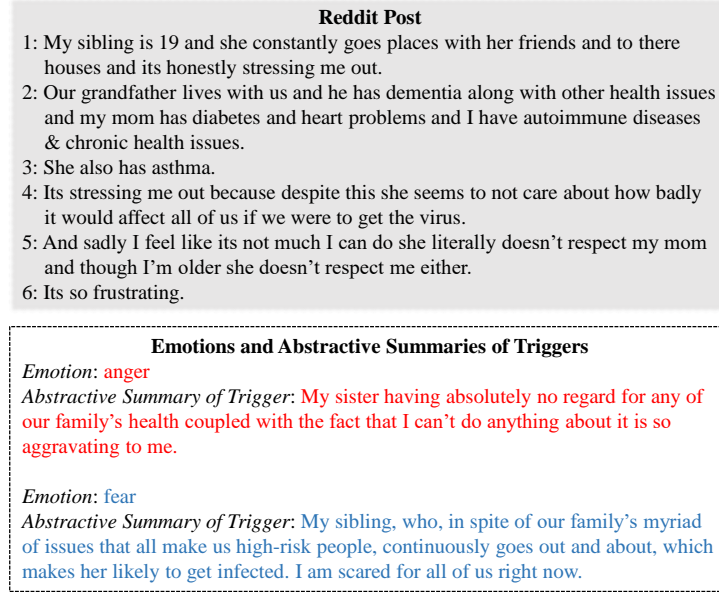 Reddit Post
1: My sibling is 19 and she constantly goes places with her friends and to there
houses and its honestly stressing me out.
2: Our grandfather lives with us and he has dementia along with other health issues
and my mom has diabetes and heart problems and I have autoimmune diseases
& chronic health issues.
3: She also has asthma.
4: Its stressing me out because despite this she seems to not care about how badly
it would affect all of us if we were to get the virus.
5: And sadly I feel like its not much I can do she literally doesn’t respect my mom
and though I’m older she doesn’t respect me either.
6: Its so frustrating.
Emotions and Abstractive Summaries of Triggers
Emotion: anger
Abstractive Summary of Trigger: My sister having absolutely no regard for any of
our family’s health coupled with the fact that I can’t do anything about it is so
aggravating to me.
Emotion: fear
Abstractive Summary of Trigger: My sibling, who, in spite of our family’s myriad
of issues that all make us high-risk people, continuously goes out and about, which
makes her likely to get infected. I am scared for all of us right now.